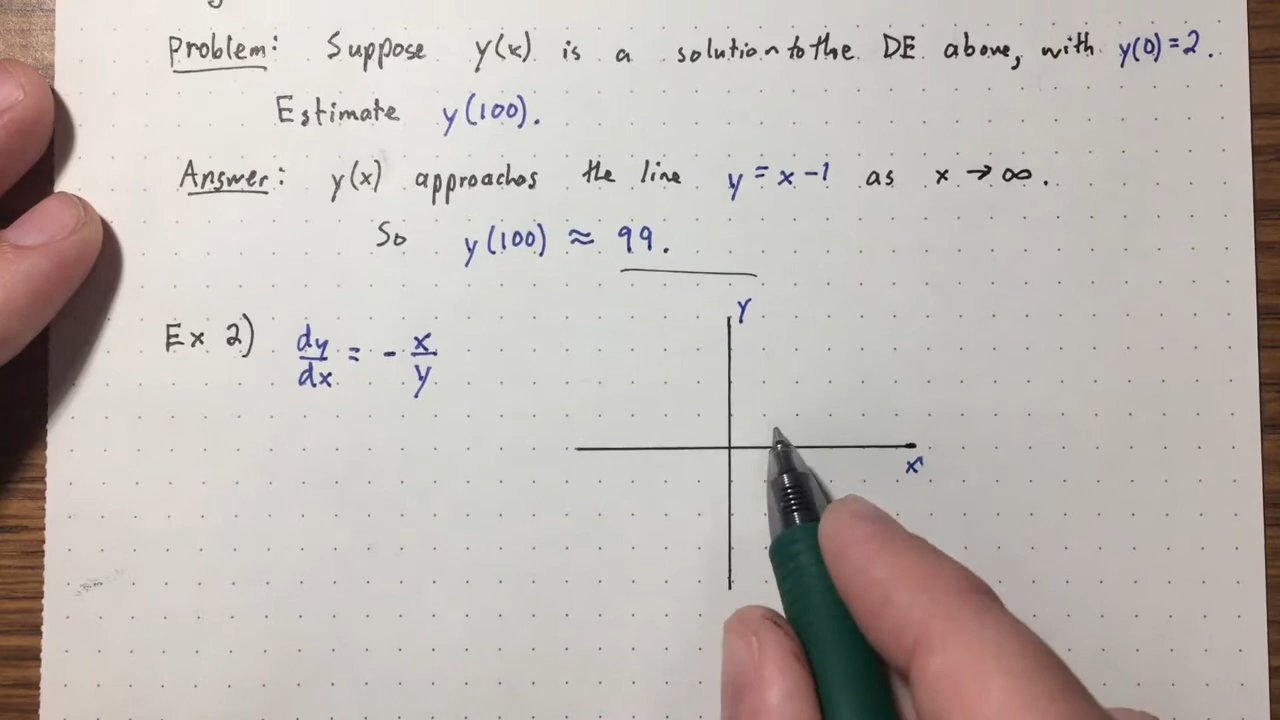 Problem: Suppose y(x) is a solution to the DE above, with y(0)=2.
Estimate y(100).
Answer: y(x) approaches the line y = x-1 as x → ∞.
So y(100) ≈ 99.
Ex 2) dy/dx = - x/y
Y
x